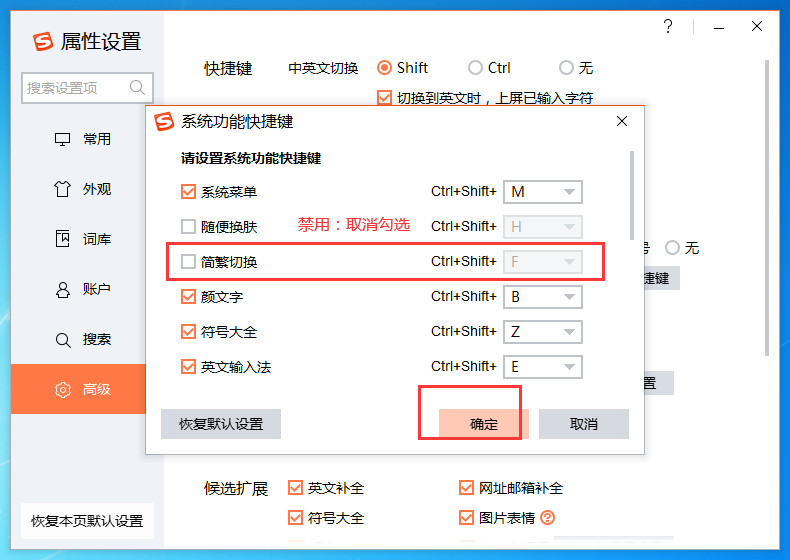 属性设置
搜索设置项
常用
外观
词库
账户
搜索
高级
恢复本页默认设置
?
快捷键 中英文切换 Shift Ctrl 无
切换到英文时，上屏已输入字符
系统功能快捷键
请设置系统功能快捷键
系统菜单 Ctrl+Shift+ M
随便换肤 禁用：取消勾选 Ctrl+Shift+ H
简繁切换 Ctrl+Shift+ F
颜文字 Ctrl+Shift+ B
符号大全 Ctrl+Shift+ Z
英文输入法 Ctrl+Shift+ E
恢复默认设置 确定 取消
号 无
捷键
置
候选扩展 英文补全 网址邮箱补全
符号大全 图片表情 ?